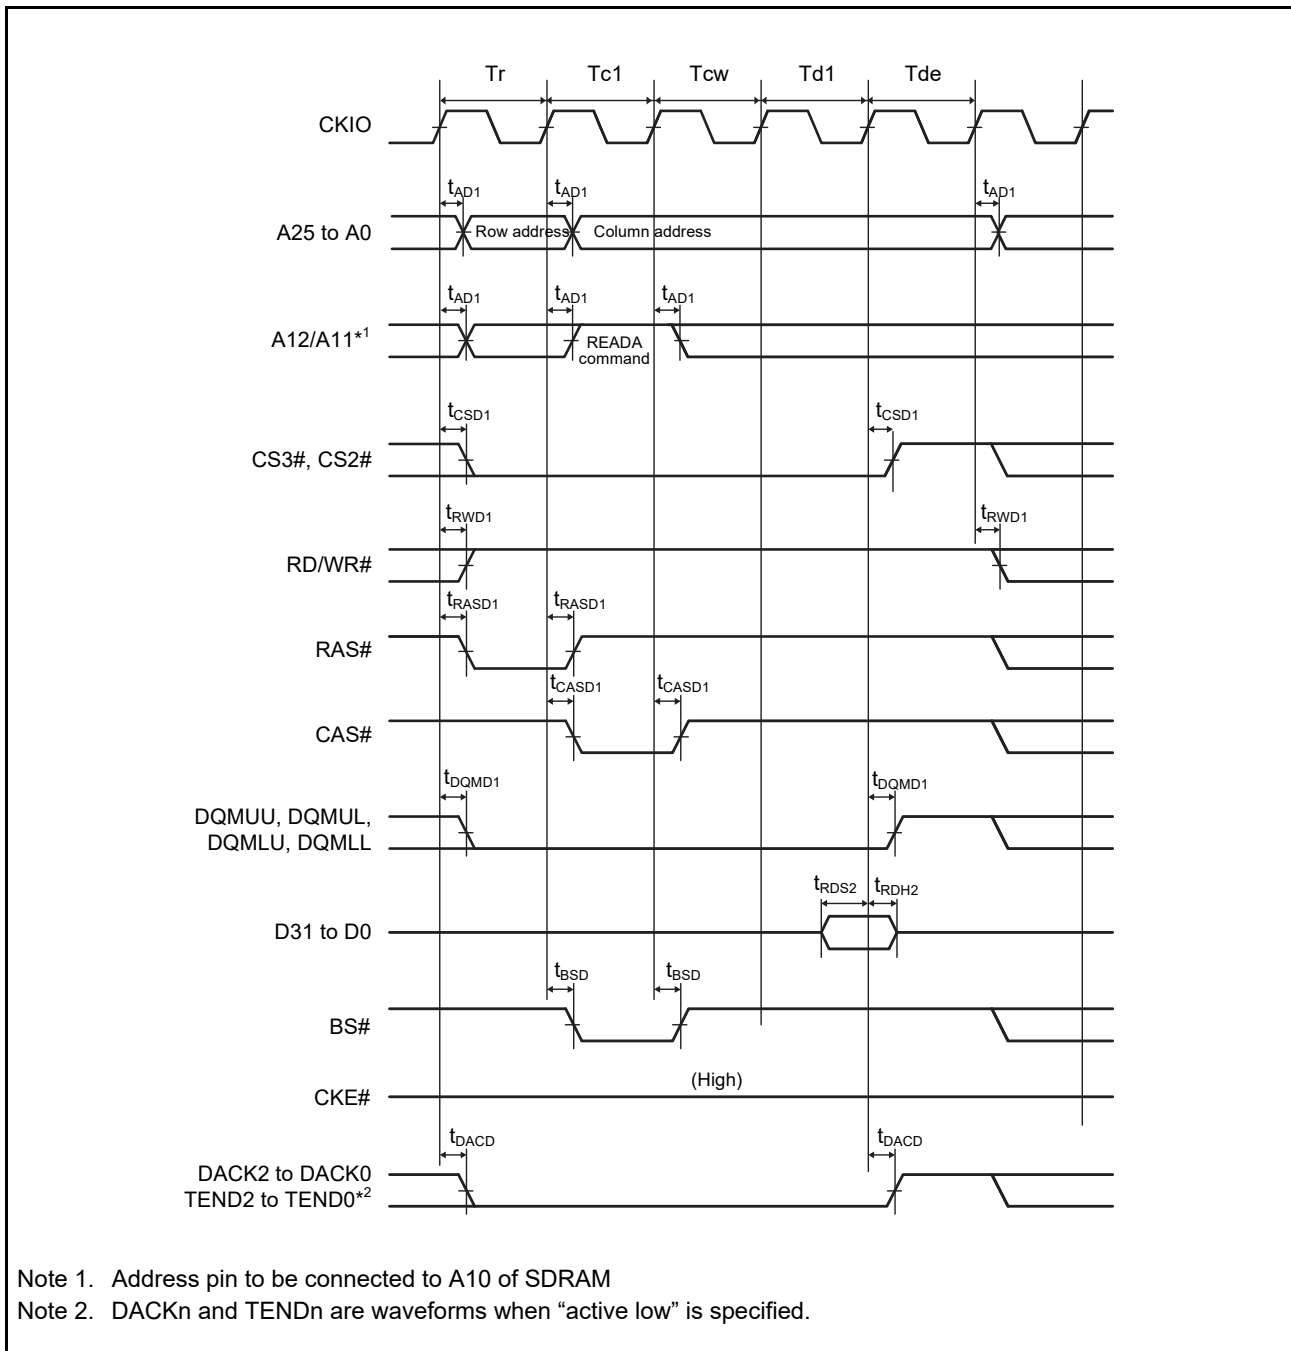 Tr Tc1 Tcw Td1 Tde
CKIO
tAD1 tAD1 tAD1
A25 to A0 Row address Column address
tAD1 tAD1 tAD1
A12/A11*1 READA
command
tCSD1 tCSD1
CS3#, CS2#
tRWD1 tRWD1
RD/WR#
tRASD1 tRASD1
RAS#
tCASD1 tCASD1
CAS#
tDQMD1 tDQMD1
DQMUU, DQMUL,
DQMLU, DQMLL
tRDS2 tRDH2
D31 to D0
tBSD tBSD
BS#
(High)
CKE#
tDACD tDACD
DACK2 to DACK0
TEND2 to TEND0*2
Note 1. Address pin to be connected to A10 of SDRAM
Note 2. DACKn and TENDn are waveforms when “active low” is specified.